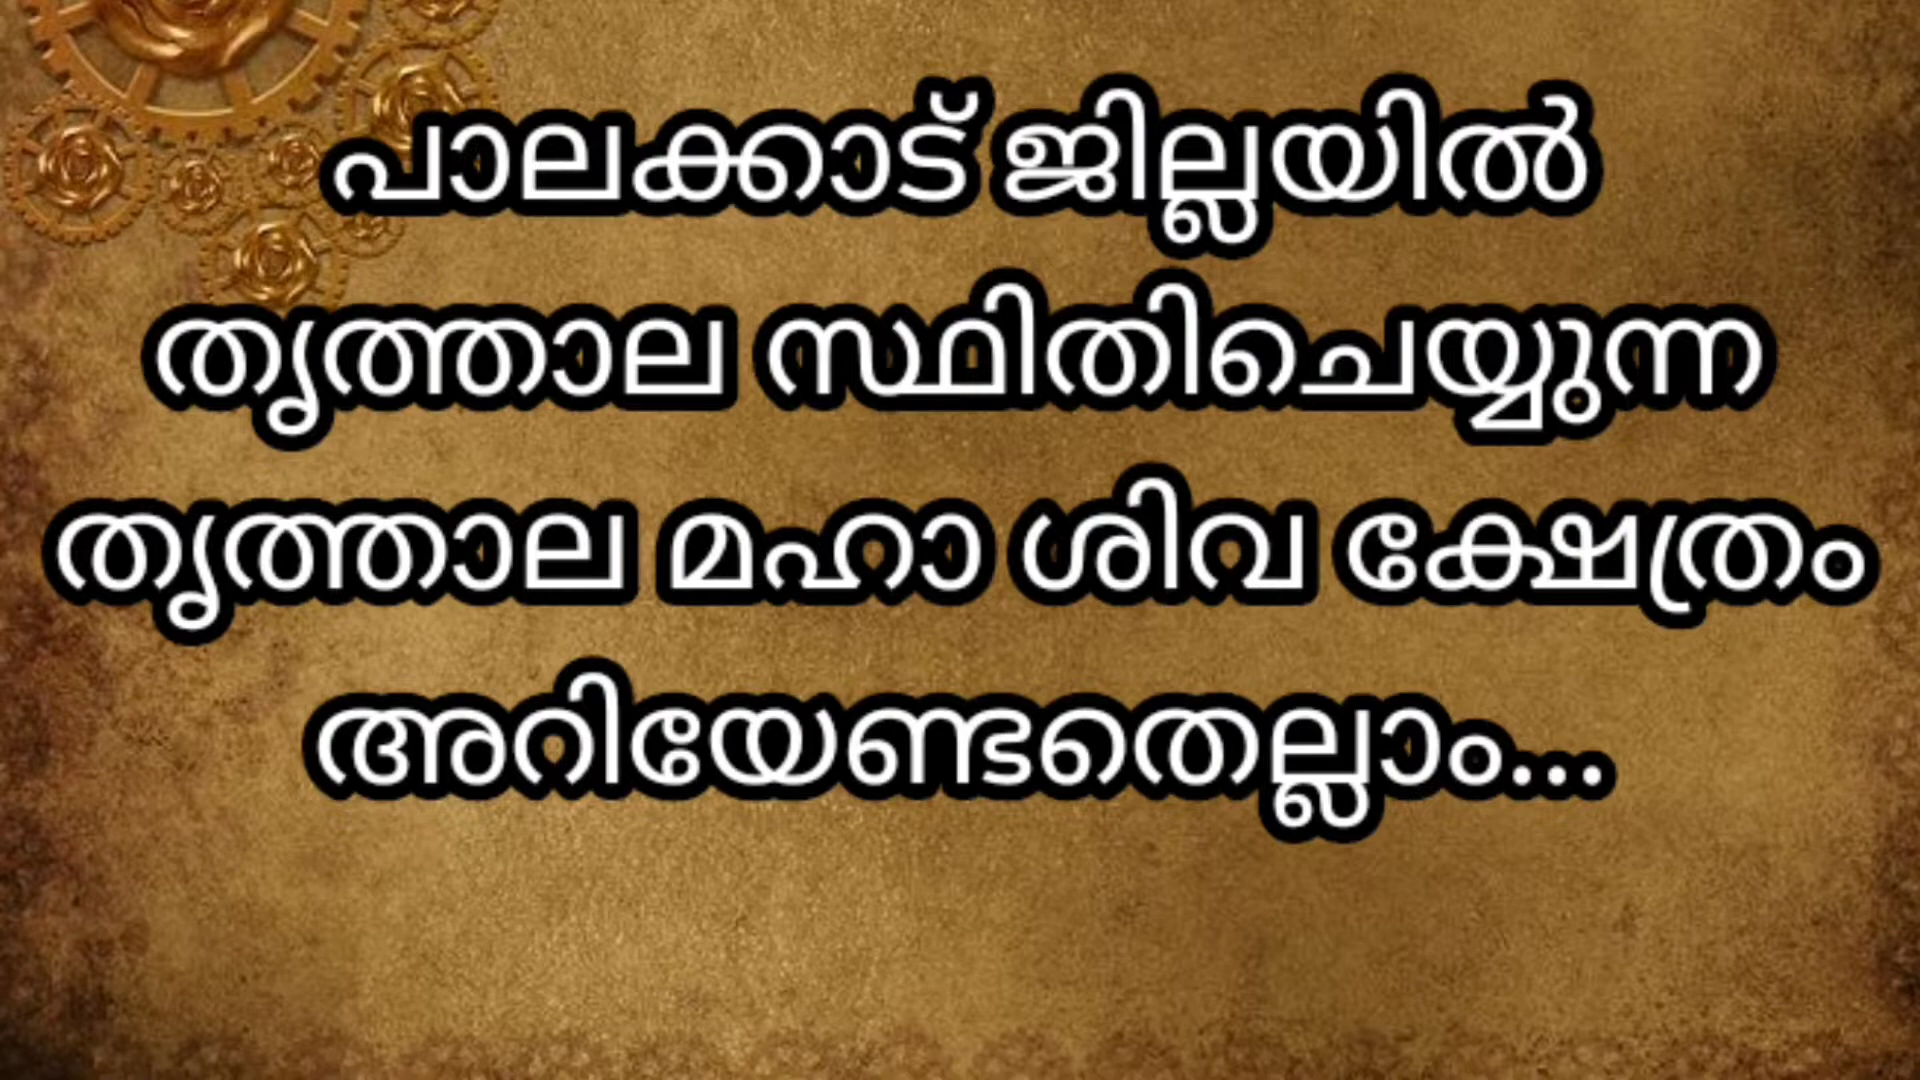 പാലക്കാട് ജില്ലയിൽ
തൃത്താല സ്ഥിതിചെയ്യുന്ന
തൃത്താല മഹാ ശിവ ക്ഷേത്രം
അറിയേണ്ടതെല്ലാം...